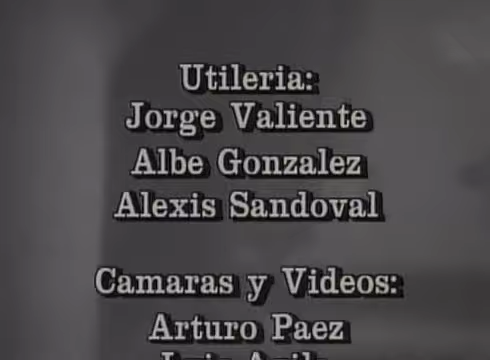 Utileria:
Jorge Valiente
Albe Gonzalez
Alexis Sandoval
Camaras y Videos:
Arturo Paez